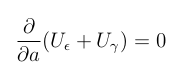 ∂/∂a (U_ϵ + U_γ) = 0